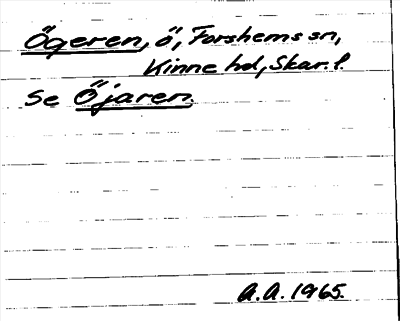 Ögeren, ö, Forshems sn,
Kinne hd, Skar. l.
Se Öjaren.
A.A. 1965.